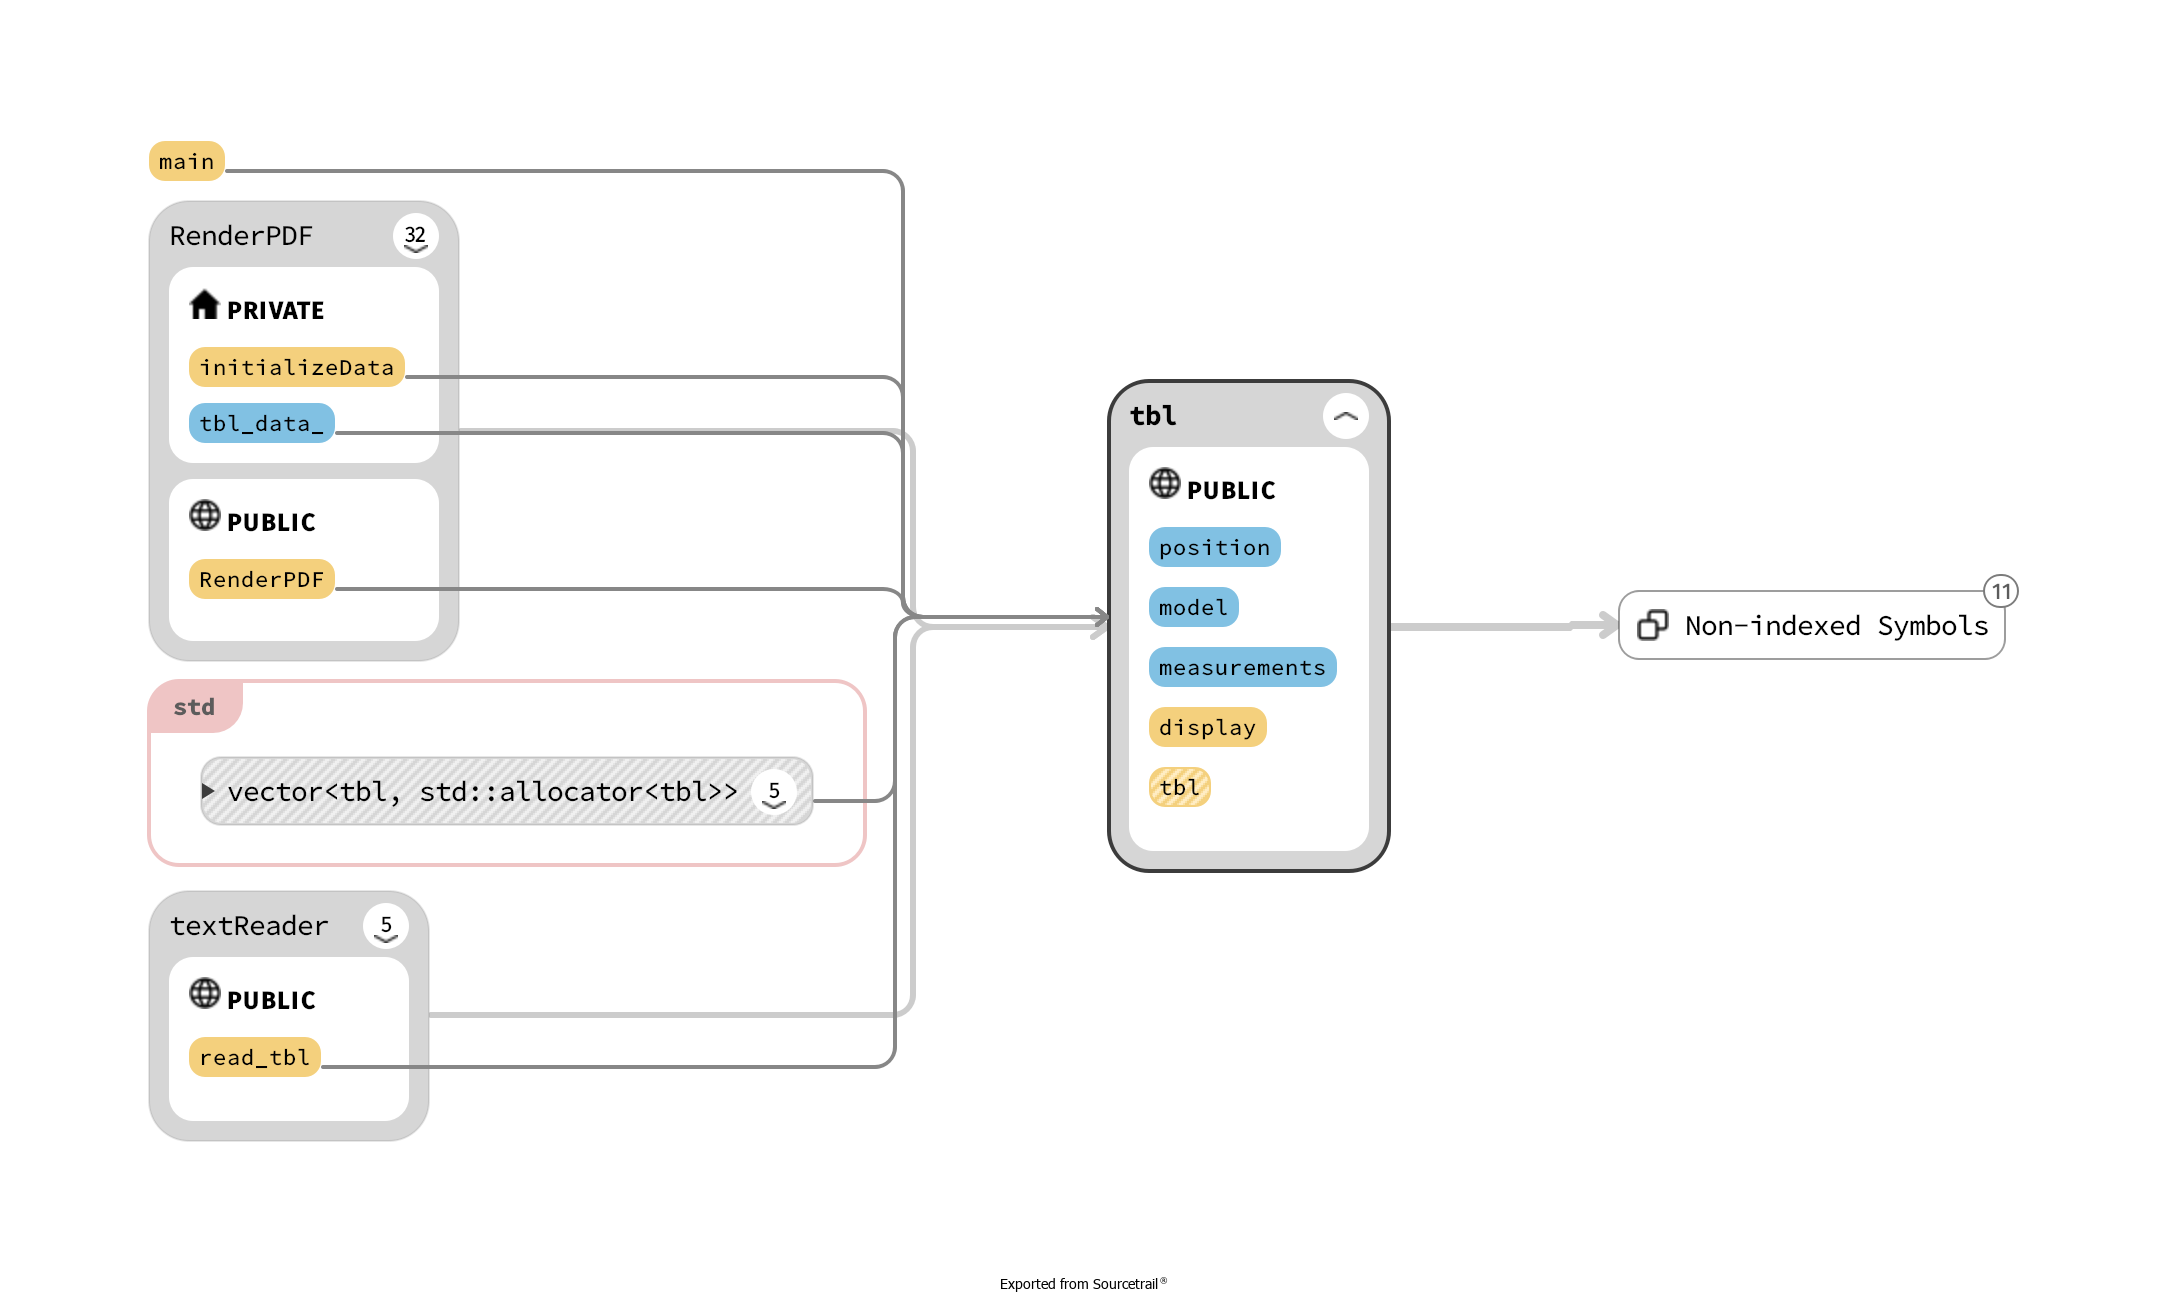 main
RenderPDF 32
PRIVATE
initializeData
tbl_data_
PUBLIC
RenderPDF
std
vector<tbl, std::allocator<tbl>> 5
textReader 5
PUBLIC
read_tbl
tbl
PUBLIC
position
model
measurements
display
tbl
11
Non-indexed Symbols
Exported from Sourcetrail®